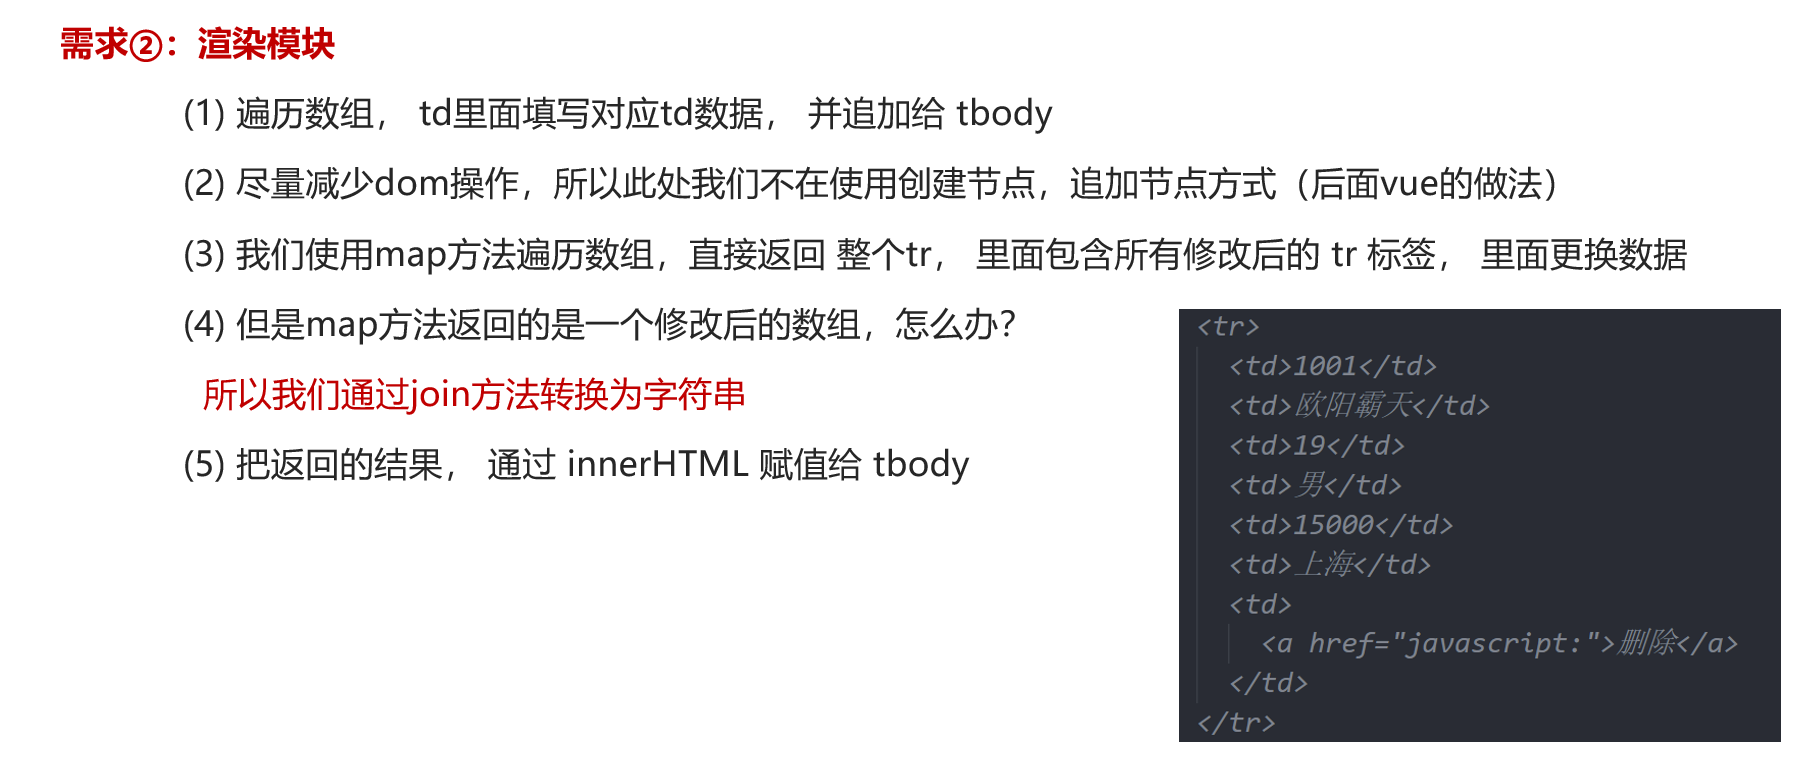 需求②：渲染模块
(1) 遍历数组， td里面填写对应td数据， 并追加给 tbody
(2) 尽量减少dom操作，所以此处我们不在使用创建节点，追加节点方式（后面vue的做法）
(3) 我们使用map方法遍历数组，直接返回 整个tr， 里面包含所有修改后的 tr 标签， 里面更换数据
(4) 但是map方法返回的是一个修改后的数组，怎么办？
所以我们通过join方法转换为字符串
(5) 把返回的结果， 通过 innerHTML 赋值给 tbody
<tr>
<td>1001</td>
<td>欧阳霸天</td>
<td>19</td>
<td>男</td>
<td>15000</td>
<td>上海</td>
<td>
<a href="javascript:">删除</a>
</td>
</tr>